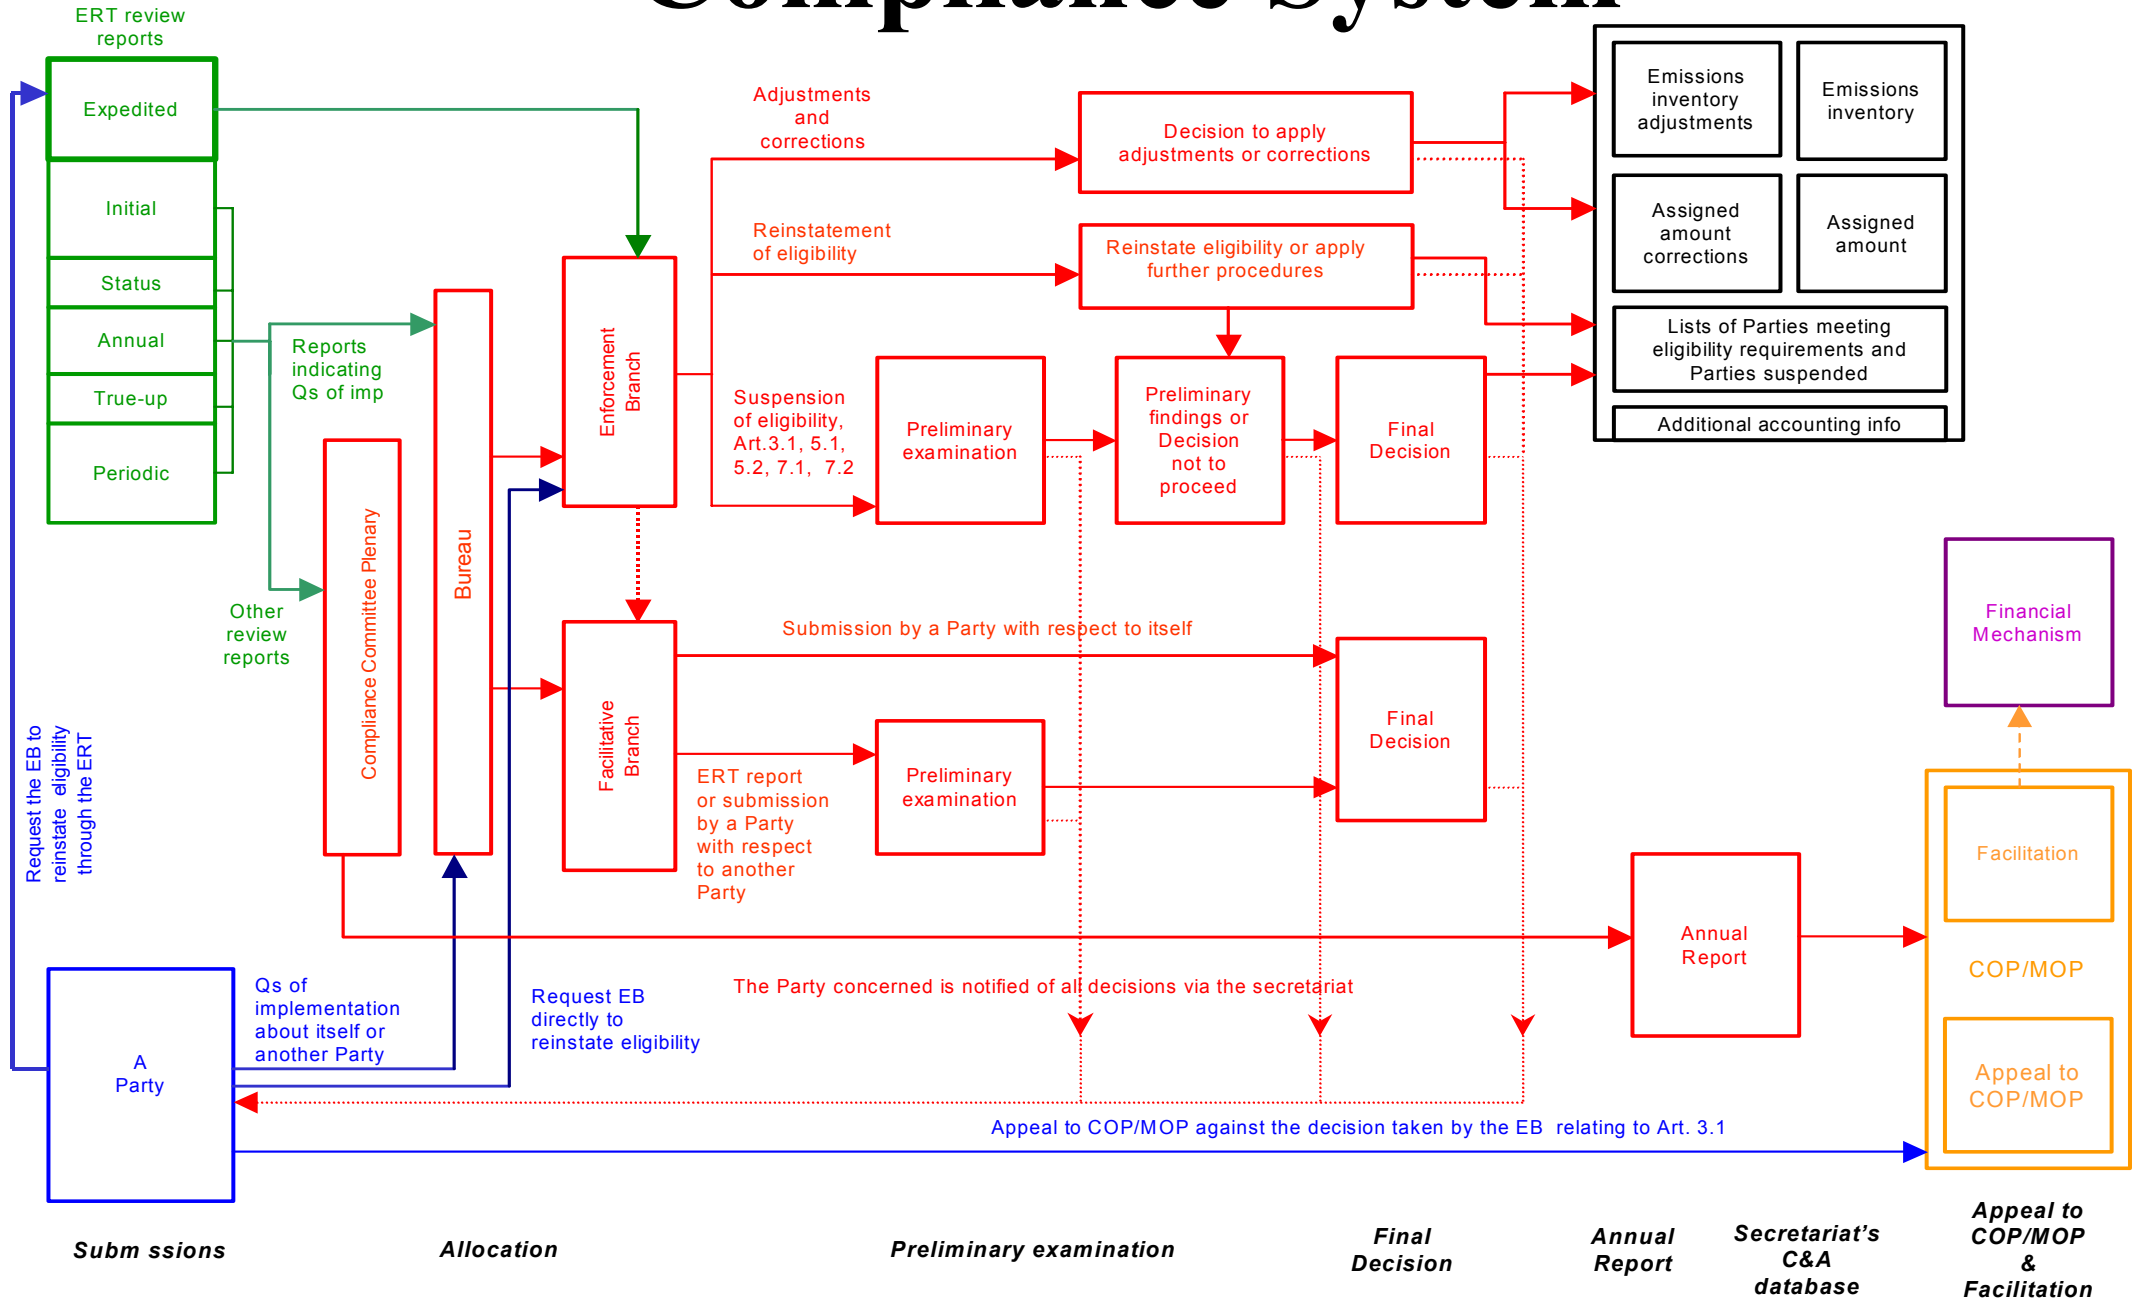 Compliance System
ERT review
reports
Expedited
Initial
Status
Annual
True-up
Periodic
Reports
indicating
Qs of imp
Other
review
reports
Compliance Committee Plenary
Bureau
Enforcement
Branch
Facilitative
Branch
Adjustments
and
corrections
Reinstatement
of eligibility
Suspension
of eligibility,
Art.3.1, 5.1,
5.2, 7.1, 7.2
Decision to apply
adjustments or corrections
Reinstate eligibility or apply
further procedures
Preliminary
examination
Preliminary
findings or
Decision
not to
proceed
Final
Decision
Emissions
inventory
adjustments
Emissions
inventory
Assigned
amount
corrections
Assigned
amount
Lists of Parties meeting
eligibility requirements and
Parties suspended
Additional accounting info
Submission by a Party with respect to itself
ERT report
or submission
by a Party
with respect
to another
Party
Preliminary
examination
Final
Decision
Financial
Mechanism
Facilitation
COP/MOP
Appeal to
COP/MOP
Annual
Report
Request the EB to
reinstate eligibility
through the ERT
A
Party
Qs of
implementation
about itself or
another Party
Request EB
directly to
reinstate eligibility
The Party concerned is notified of all decisions via the secretariat
Appeal to COP/MOP against the decision taken by the EB relating to Art. 3.1
Subm ssions
Allocation
Preliminary examination
Final
Decision
Annual
Report
Secretariat's
C&A
database
Appeal to
COP/MOP
&
Facilitation